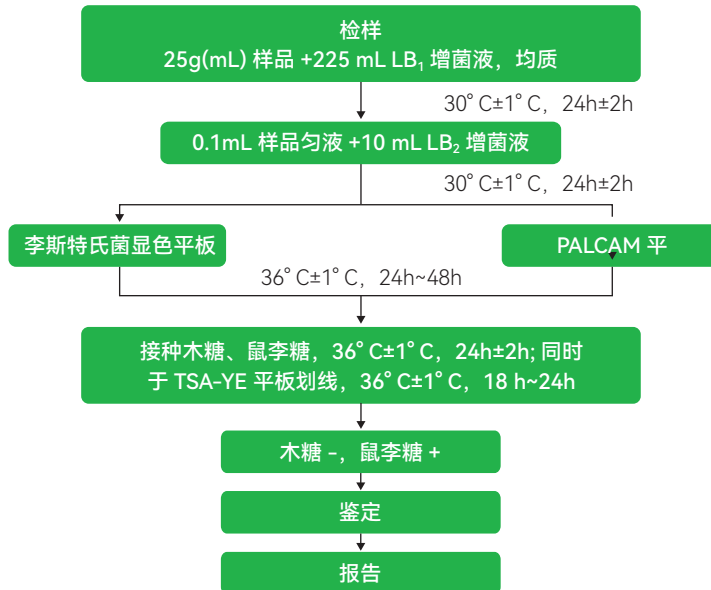 检样
25g(mL) 样品 +225 mL LB₁ 增菌液，均质
30° C±1° C，24h±2h
0.1mL 样品匀液 +10 mL LB₂ 增菌液
30° C±1° C，24h±2h
李斯特氏菌显色平板
PALCAM 平
36° C±1° C，24h~48h
接种木糖、鼠李糖，36° C±1° C，24h±2h; 同时
于 TSA-YE 平板划线，36° C±1° C，18 h~24h
木糖 -，鼠李糖 +
鉴定
报告